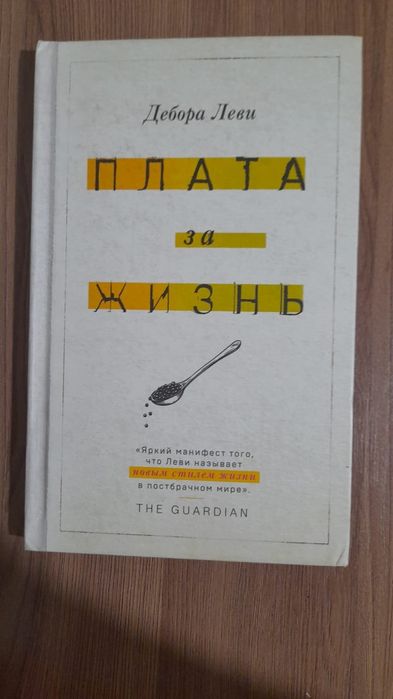 Дебора Леви
ПЛАТА
за
ЖИЗНЬ
«Яркий манифест того,
что Леви называет
новым стилем жизни
в постбрачном мире».
THE GUARDIAN